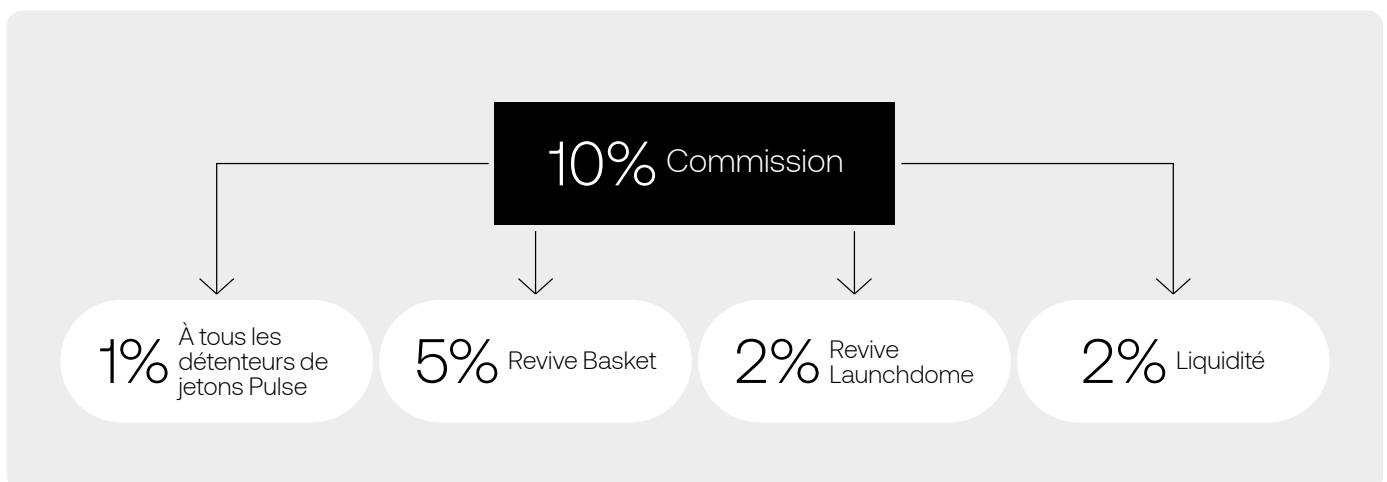 10% Commission
1% À tous les
détenteurs de
jetons Pulse
5% Revive Basket
2% Revive
Launchdome
2% Liquidité